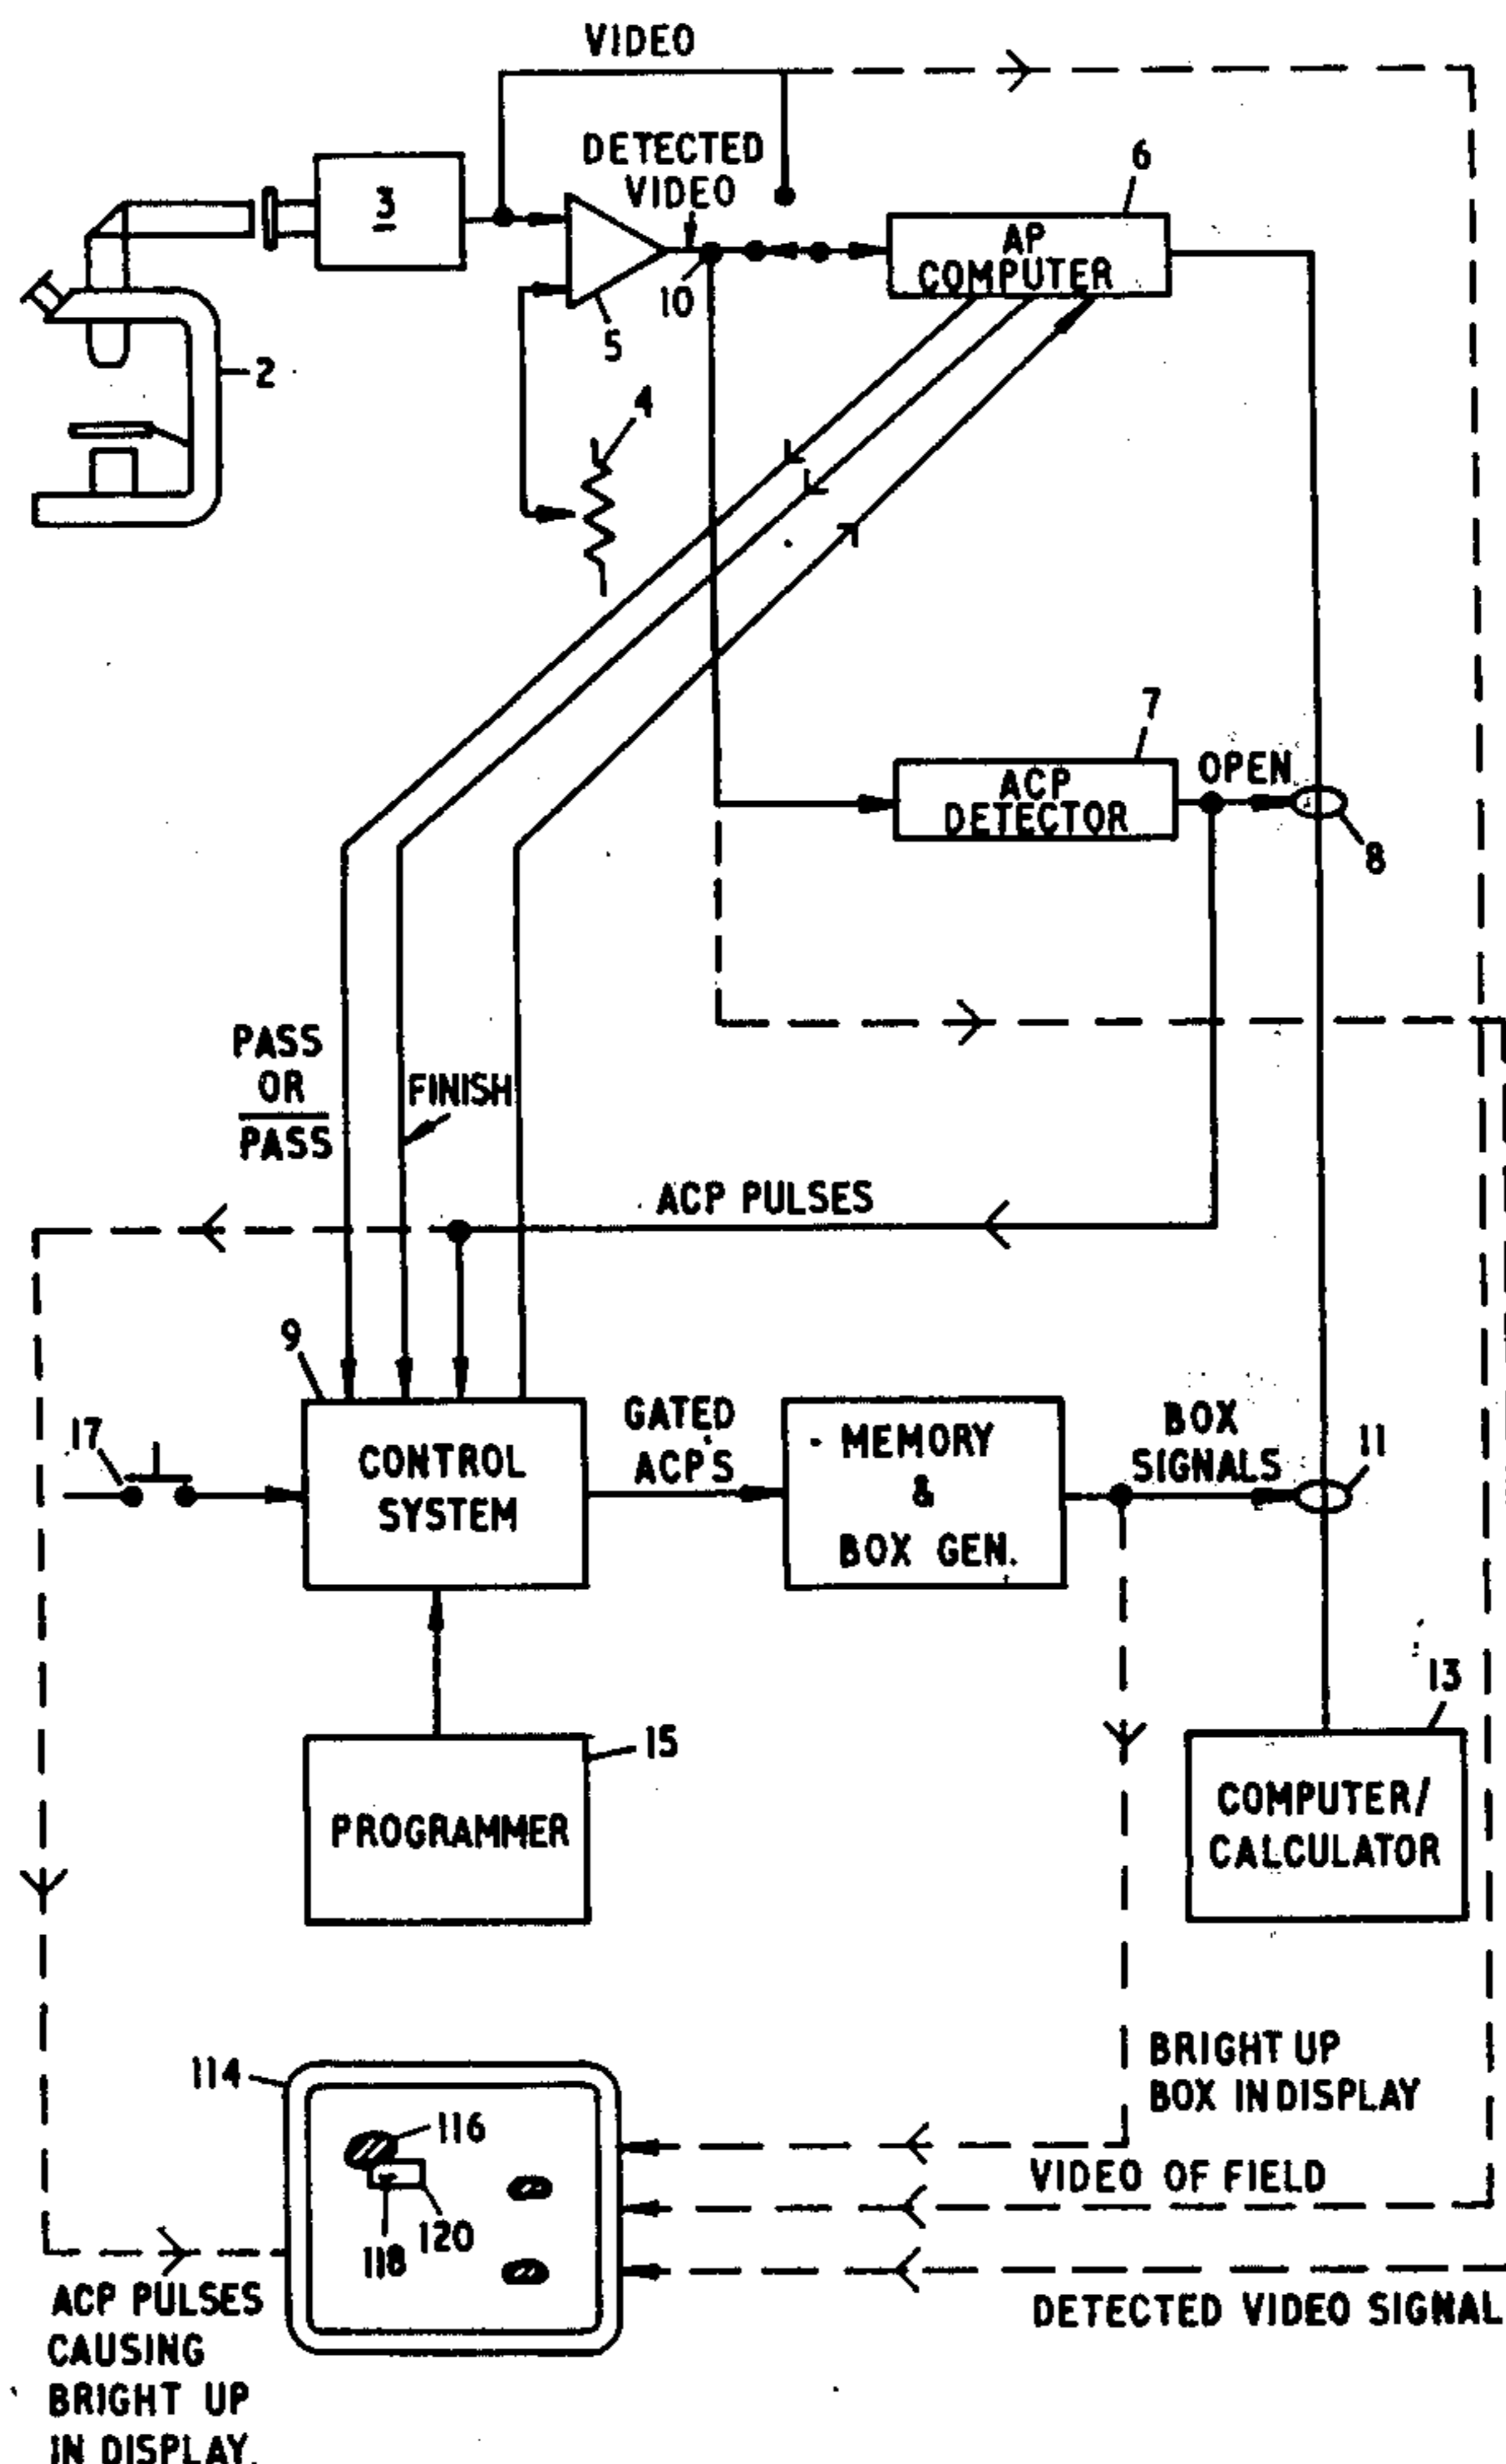 VIDEO
DETECTED
VIDEO
3
6
AP
COMPUTER
10
5
2
4
7
ACP
DETECTOR
OPEN
8
PASS
OR
PASS
FINISH
ACP PULSES
9
17
CONTROL
SYSTEM
GATED
ACP'S
MEMORY
&
BOX GEN.
BOX
SIGNALS
11
13
15
PROGRAMMER
COMPUTER/
CALCULATOR
BRIGHT UP
BOX IN DISPLAY
114
116
118
120
VIDEO OF FIELD
DETECTED VIDEO SIGNAL
ACP PULSES
CAUSING
BRIGHT UP
IN DISPLAY.